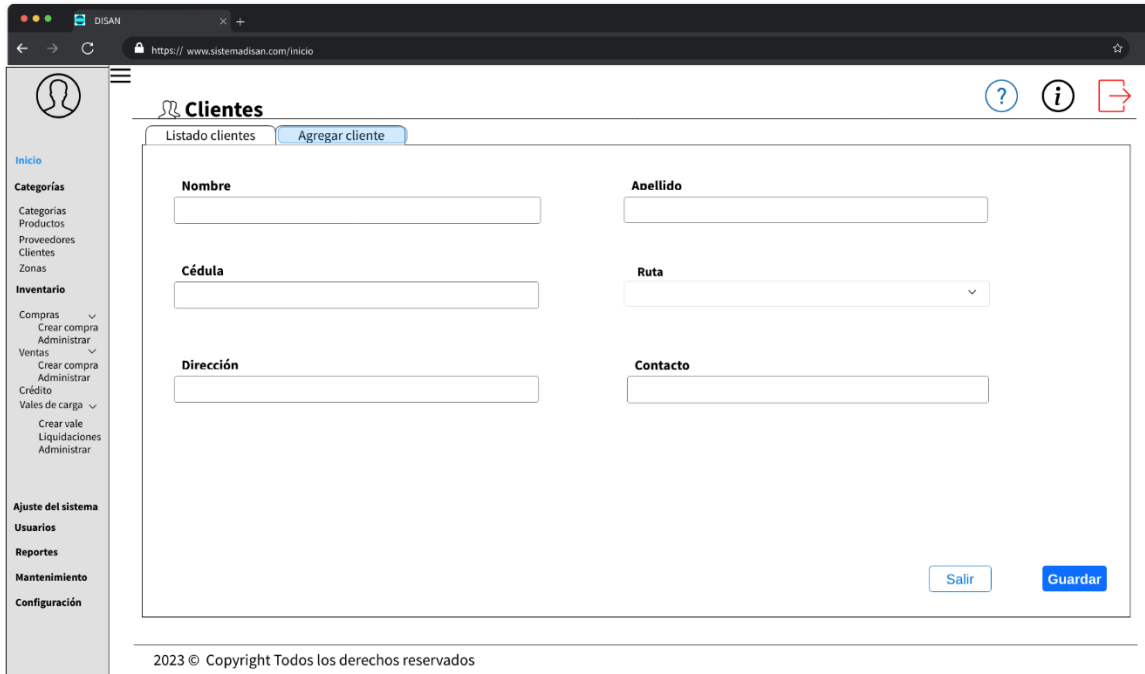 DISAN
https:// www.sistemadisan.com/inicio
Clientes
Listado clientes
Agregar cliente
Inicio
Categorías
Categorias
Productos
Proveedores
Clientes
Zonas
Inventario
Compras
Crear compra
Administrar
Ventas
Crear compra
Administrar
Crédito
Vales de carga
Crear vale
Liquidaciones
Administrar
Ajuste del sistema
Usuarios
Reportes
Mantenimiento
Configuración
Nombre
Apellido
Cédula
Ruta
Dirección
Contacto
Salir
Guardar
2023 © Copyright Todos los derechos reservados